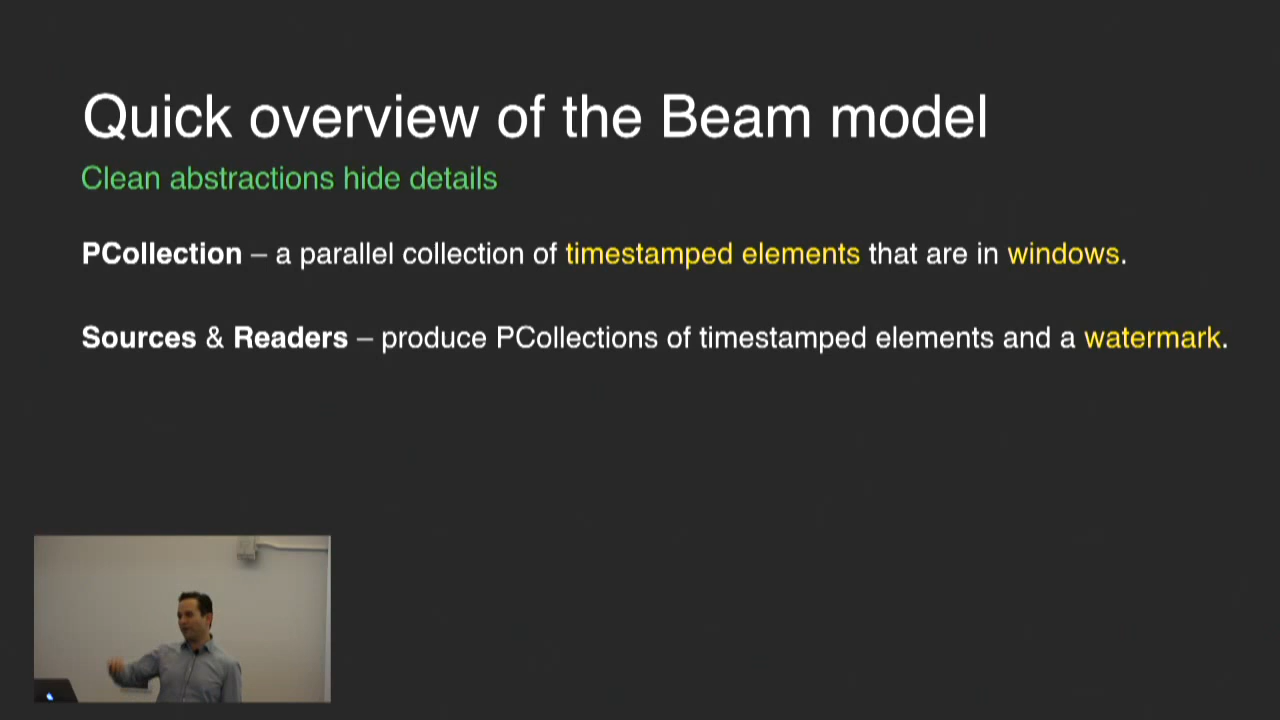 Quick overview of the Beam model
Clean abstractions hide details
PCollection – a parallel collection of timestamped elements that are in windows.
Sources & Readers – produce PCollections of timestamped elements and a watermark.